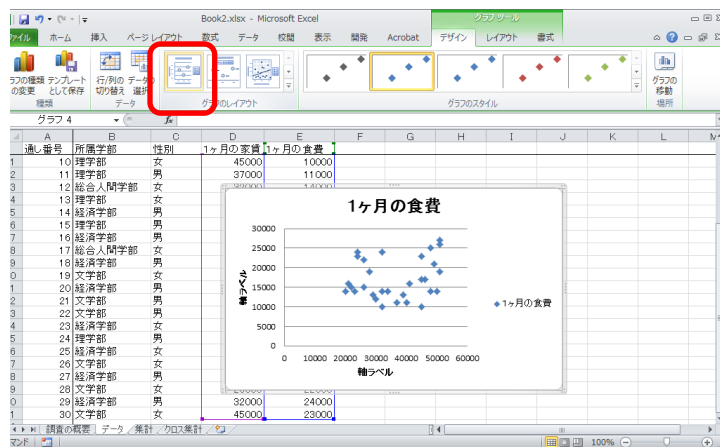 Book2.xlsx - Microsoft Excel
グラフ ツール
ファイル ホーム 挿入 ページ レイアウト 数式 データ 校閲 表示 開発 Acrobat デザイン レイアウト 書式
グラフの種類の変更 テンプレートとして保存 行/列の切り替え データの選択 グラフの移動
種類 データ グラフのレイアウト グラフのスタイル 場所
グラフ 4 fx
A B C D E F G H I J K L M
通し番号 所属学部 性別 1ヶ月の家賃 1ヶ月の食費
10 理学部 女 45000 10000
11 理学部 男 37000 11000
12 総合人間学部 女 32000 14000
13 理学部 女
14 経済学部 男
15 理学部 男
16 経済学部 男
17 総合人間学部 女
18 経済学部 男
19 文学部 女
20 経済学部 男
21 文学部 男
22 文学部 男
23 経済学部 女
24 理学部 男
25 経済学部 女
26 文学部 女
27 経済学部 男
28 文学部 女
29 経済学部 男 32000 24000
30 文学部 女 45000 23000
1ヶ月の食費
30000
25000
20000
15000
10000
5000
0
軸ラベル
0 10000 20000 30000 40000 50000 60000
軸ラベル
1ヶ月の食費
調査の概要 データ 集計 クロス集計
コマンド 100%